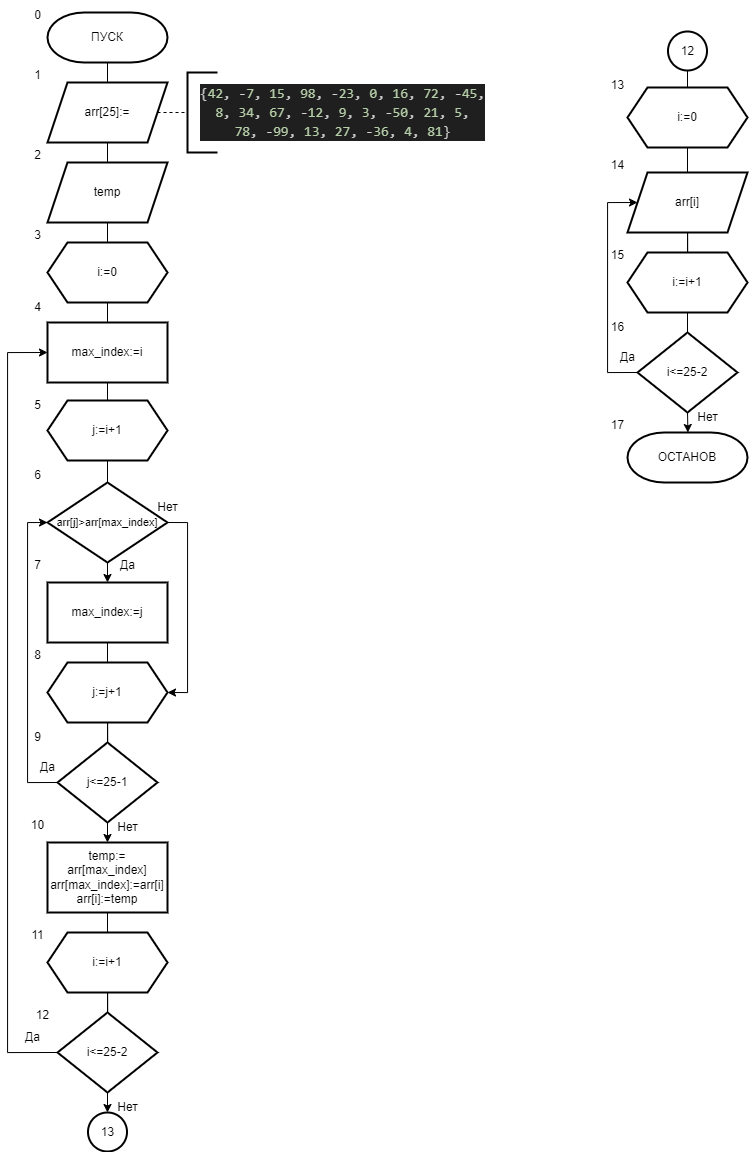 0
ПУСК
1
arr[25]:=
{42, -7, 15, 98, -23, 0, 16, 72, -45,
8, 34, 67, -12, 9, 3, -50, 21, 5,
78, -99, 13, 27, -36, 4, 81}
2
temp
3
i:=0
4
max_index:=i
5
j:=i+1
6
arr[j]>arr[max_index]
Нет
Да
7
max_index:=j
8
j:=j+1
9
Да
j<=25-1
Нет
10
temp:=
arr[max_index]
arr[max_index]:=arr[i]
arr[i]:=temp
11
i:=i+1
12
Да
i<=25-2
Нет
13
12
13
i:=0
14
arr[i]
15
i:=i+1
16
Да
i<=25-2
Нет
17
ОСТАНОВ